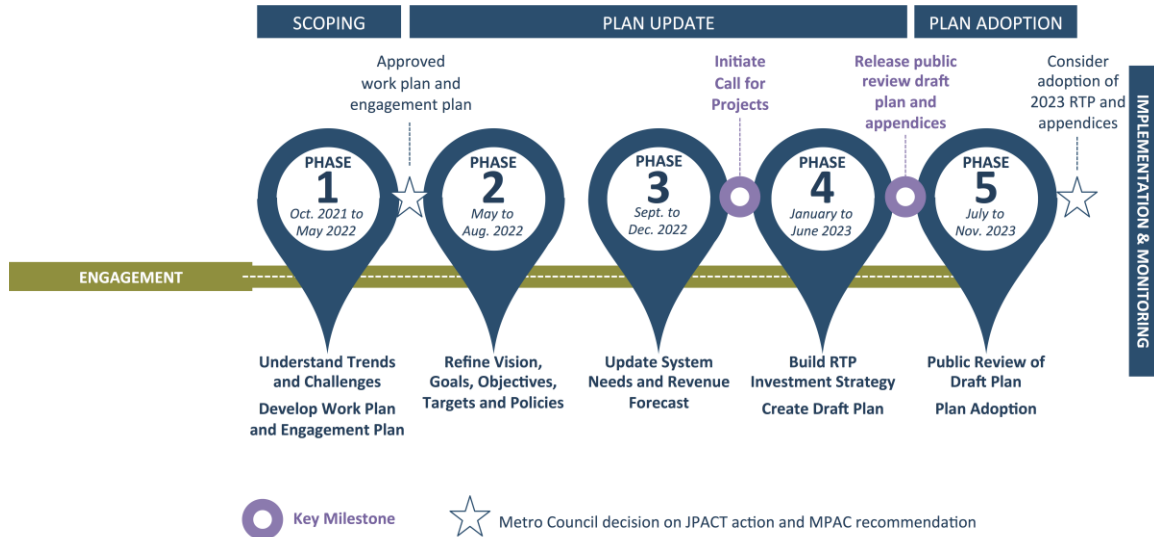 SCOPING
PLAN UPDATE
PLAN ADOPTION
Approved
work plan and
engagement plan
Initiate
Call for
Projects
Release public
review draft
plan and
appendices
Consider
adoption of
2023 RTP and
appendices
IMPLEMENTATION & MONITORING
PHASE
1
Oct. 2021 to
May 2022
PHASE
2
May to
Aug. 2022
PHASE
3
Sept. to
Dec. 2022
PHASE
4
January to
June 2023
PHASE
5
July to
Nov. 2023
ENGAGEMENT
Understand Trends
and Challenges
Develop Work Plan
and Engagement Plan
Refine Vision,
Goals, Objectives,
Targets and Policies
Update System
Needs and Revenue
Forecast
Build RTP
Investment Strategy
Create Draft Plan
Public Review of
Draft Plan
Plan Adoption
Key Milestone
Metro Council decision on JPACT action and MPAC recommendation